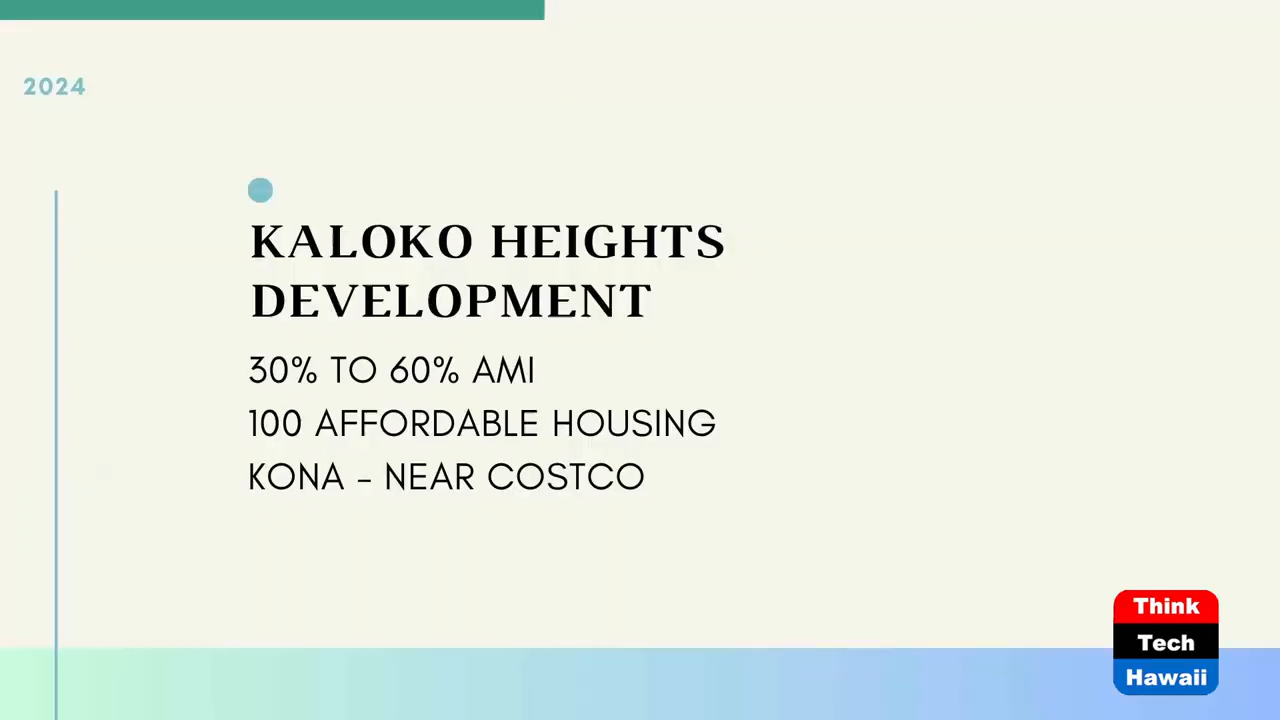 2024
KALOKO HEIGHTS
DEVELOPMENT
30% TO 60% AMI
100 AFFORDABLE HOUSING
KONA – NEAR COSTCO
Think
Tech
Hawaii